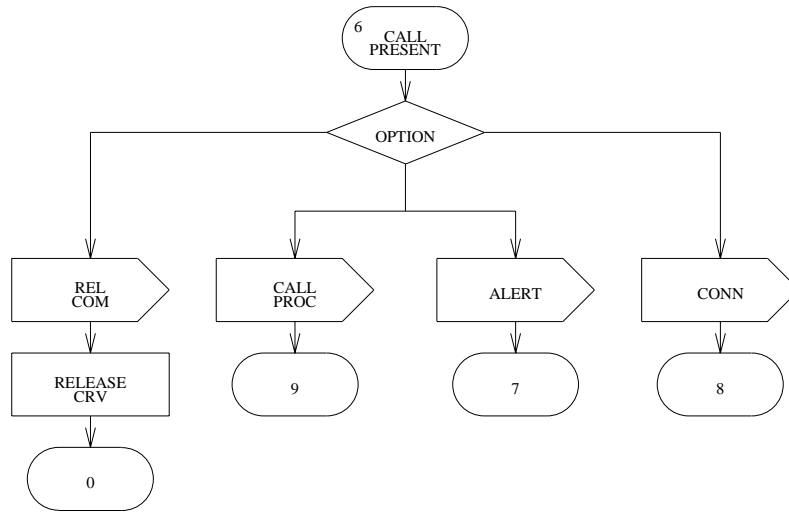 6
CALL
PRESENT
OPTION
REL
COM
CALL
PROC
ALERT
CONN
RELEASE
CRV
9
7
8
0